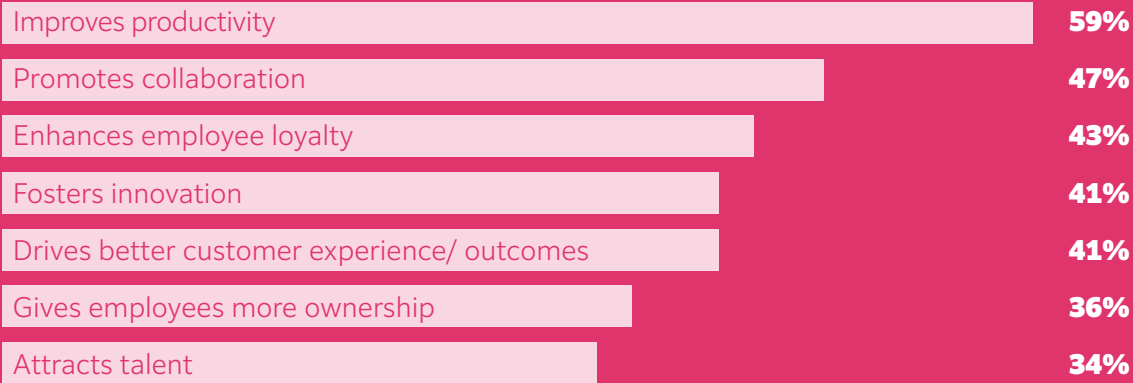 Improves productivity 59%
Promotes collaboration 47%
Enhances employee loyalty 43%
Fosters innovation 41%
Drives better customer experience/ outcomes 41%
Gives employees more ownership 36%
Attracts talent 34%